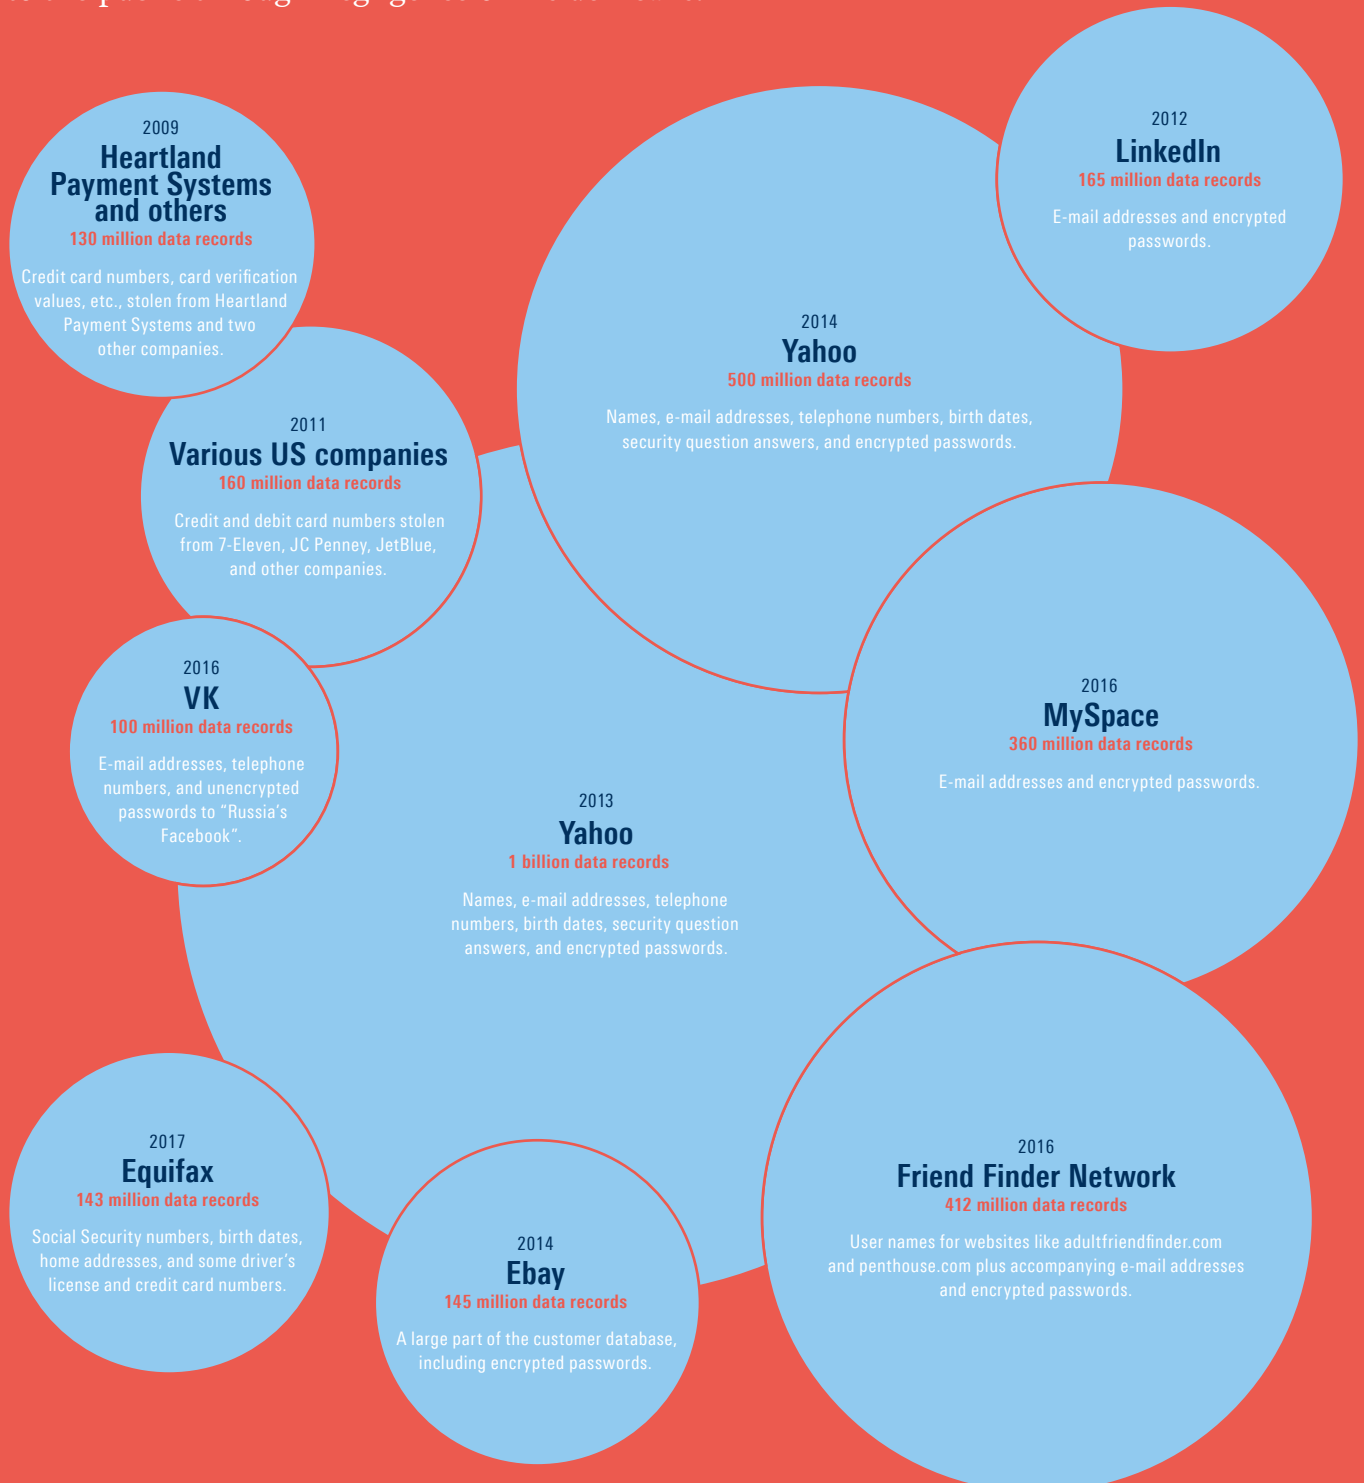 2009
Heartland
Payment Systems
and others
130 million data records
Credit card numbers, card verification
values, etc., stolen from Heartland
Payment Systems and two
other companies.
2012
LinkedIn
165 million data records
E-mail addresses and encrypted
passwords.
2014
Yahoo
500 million data records
Names, e-mail addresses, telephone numbers, birth dates,
security question answers, and encrypted passwords.
2011
Various US companies
160 million data records
Credit and debit card numbers stolen
from 7-Eleven, JC Penney, JetBlue,
and other companies.
2016
VK
100 million data records
E-mail addresses, telephone
numbers, and unencrypted
passwords to “Russia’s
Facebook“.
2016
MySpace
360 million data records
E-mail addresses and encrypted passwords.
2013
Yahoo
1 billion data records
Names, e-mail addresses, telephone
numbers, birth dates, security question
answers, and encrypted passwords.
2017
Equifax
143 million data records
Social Security numbers, birth dates,
home addresses, and some driver’s
license and credit card numbers.
2014
Ebay
145 million data records
A large part of the customer database,
including encrypted passwords.
2016
Friend Finder Network
412 million data records
User names for websites like adultfriendfinder.com
and penthouse.com plus accompanying e-mail addresses
and encrypted passwords.